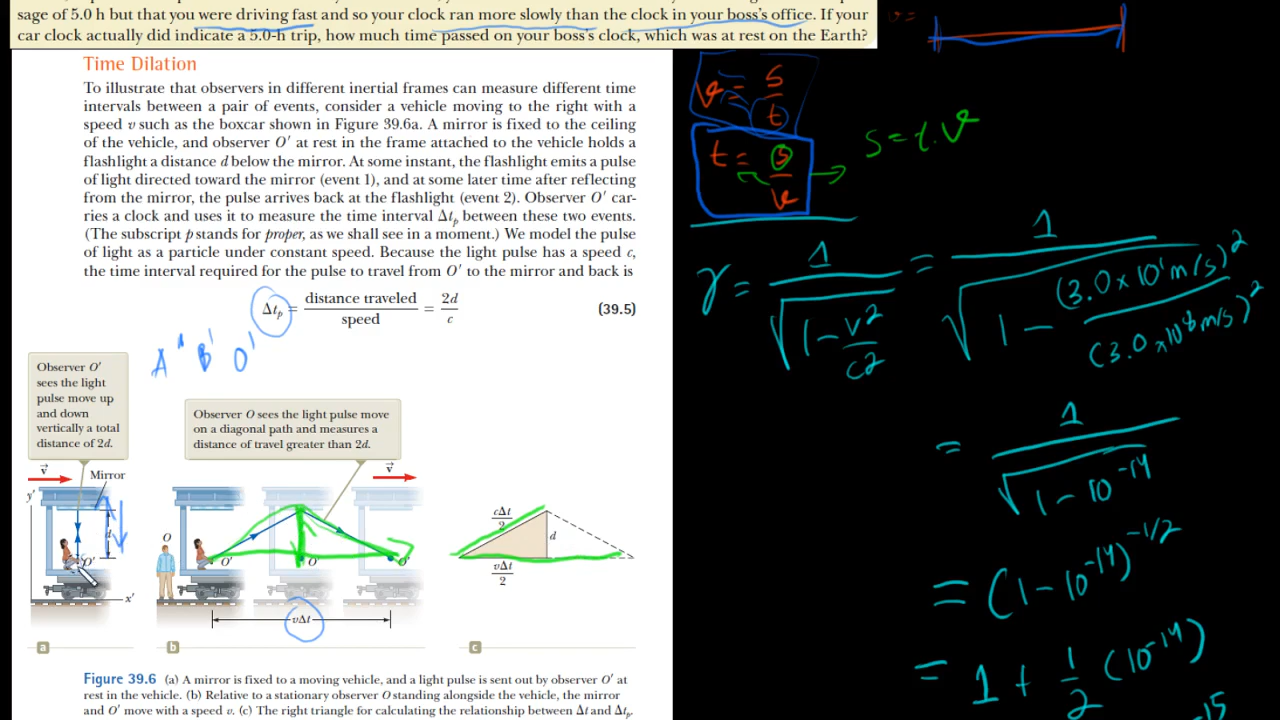 sage of 5.0 h but that you were driving fast and so your clock ran more slowly than the clock in your boss's office. If your
car clock actually did indicate a 5.0-h trip, how much time passed on your boss's clock, which was at rest on the Earth?
Time Dilation
To illustrate that observers in different inertial frames can measure different time
intervals between a pair of events, consider a vehicle moving to the right with a
speed v such as the boxcar shown in Figure 39.6a. A mirror is fixed to the ceiling
of the vehicle, and observer O′ at rest in the frame attached to the vehicle holds a
flashlight a distance d below the mirror. At some instant, the flashlight emits a pulse
of light directed toward the mirror (event 1), and at some later time after reflecting
from the mirror, the pulse arrives back at the flashlight (event 2). Observer O′ car-
ries a clock and uses it to measure the time interval Δtp between these two events.
(The subscript p stands for proper, as we shall see in a moment.) We model the pulse
of light as a particle under constant speed. Because the light pulse has a speed c,
the time interval required for the pulse to travel from O′ to the mirror and back is
Δtp = distance traveled / speed = 2d / c (39.5)
A" B' O'
Observer O′
sees the light
pulse move up
and down
vertically a total
distance of 2d.
Observer O sees the light pulse move
on a diagonal path and measures a
distance of travel greater than 2d.
v
Mirror
y′
d
O′
x′
a
v
O
O′
O′
O′
vΔt
b
cΔt / 2
d
vΔt / 2
c
Figure 39.6 (a) A mirror is fixed to a moving vehicle, and a light pulse is sent out by observer O′ at
rest in the vehicle. (b) Relative to a stationary observer O standing alongside the vehicle, the mirror
and O′ move with a speed v. (c) The right triangle for calculating the relationship between Δt and Δtp.
v = s / t
t = s / v
s = t . v
γ = 1 / √(1 - v² / c²) = 1 / √(1 - (3.0 x 10¹ m/s)² / (3.0 x 10⁸ m/s)²)
= 1 / √(1 - 10⁻¹⁴)
= (1 - 10⁻¹⁴)⁻¹/²
= 1 + 1/2 (10⁻¹⁴)